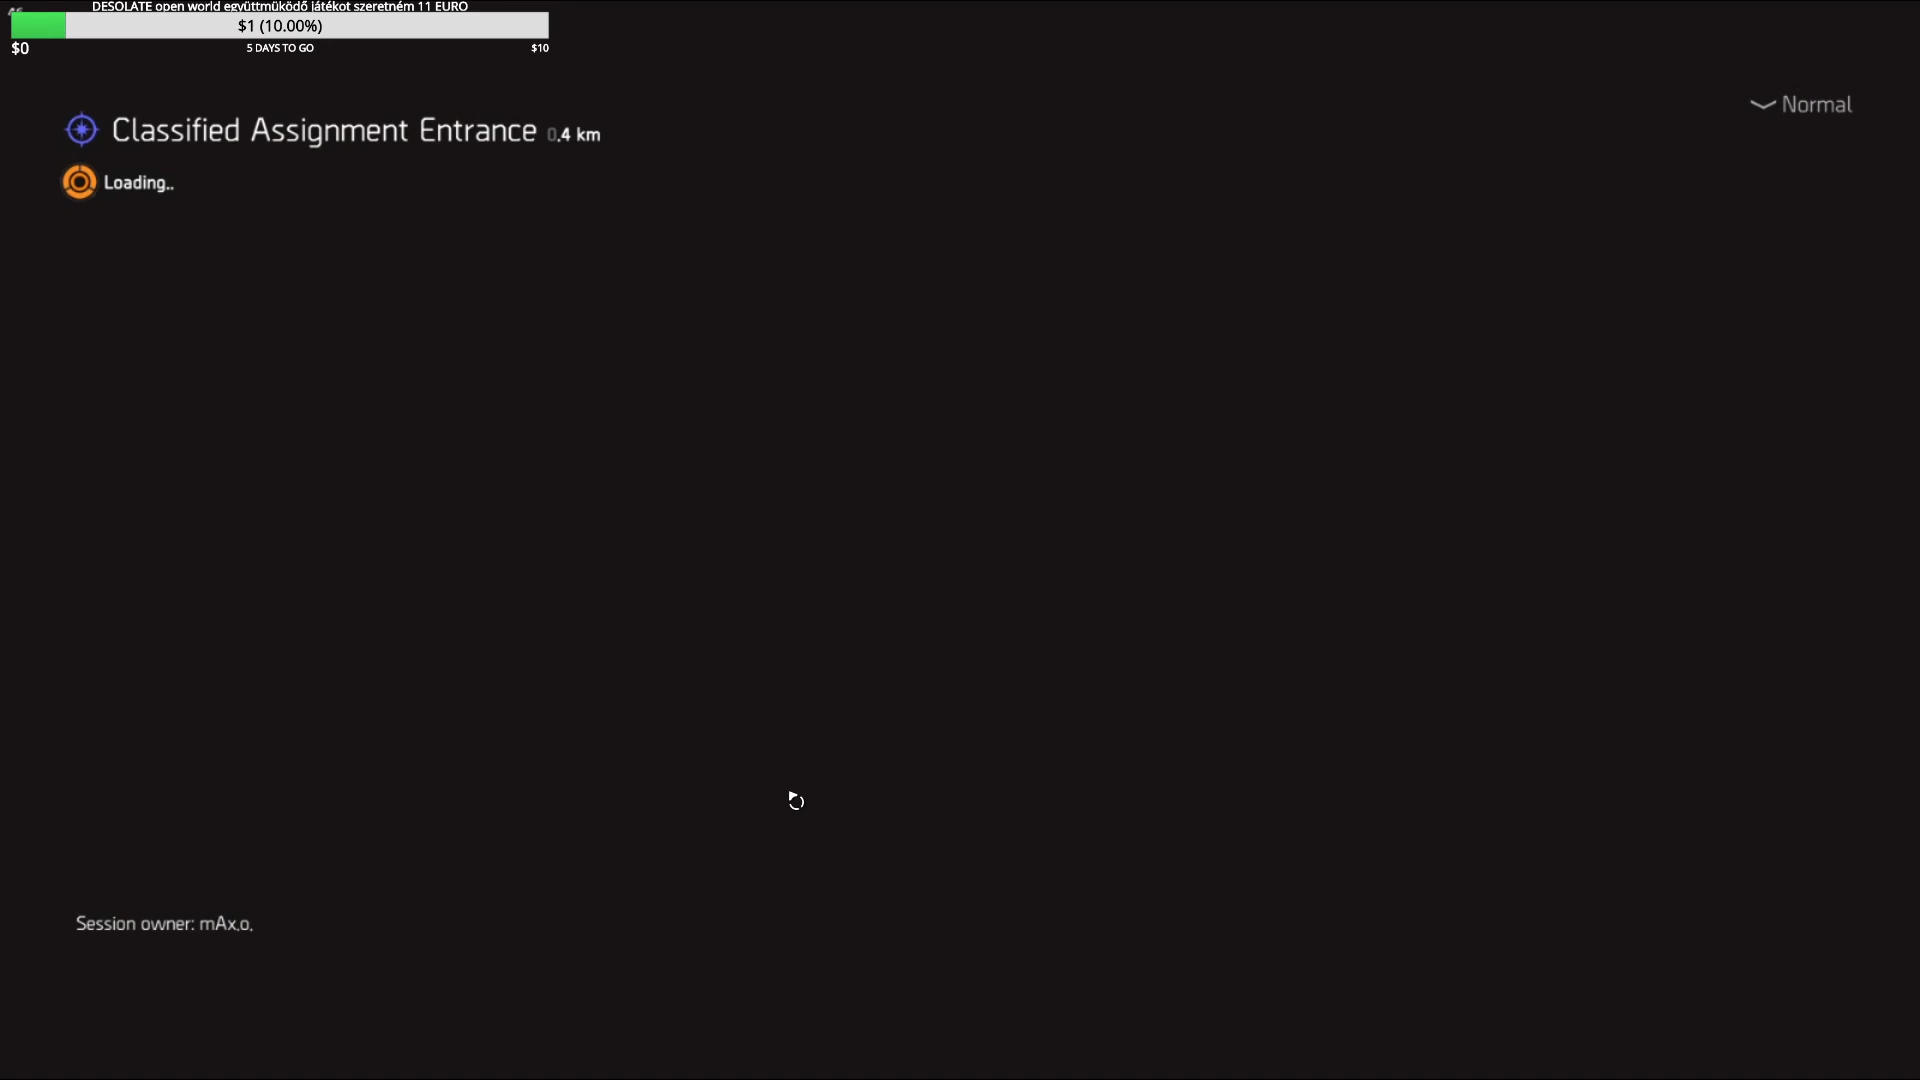 DESOLATE open world együttmüködő játékot szeretném 11 EURO
$1 (10.00%)
$0 5 DAYS TO GO $10
Normal
Classified Assignment Entrance 0.4 km
Loading..
Session owner: mAx.o.